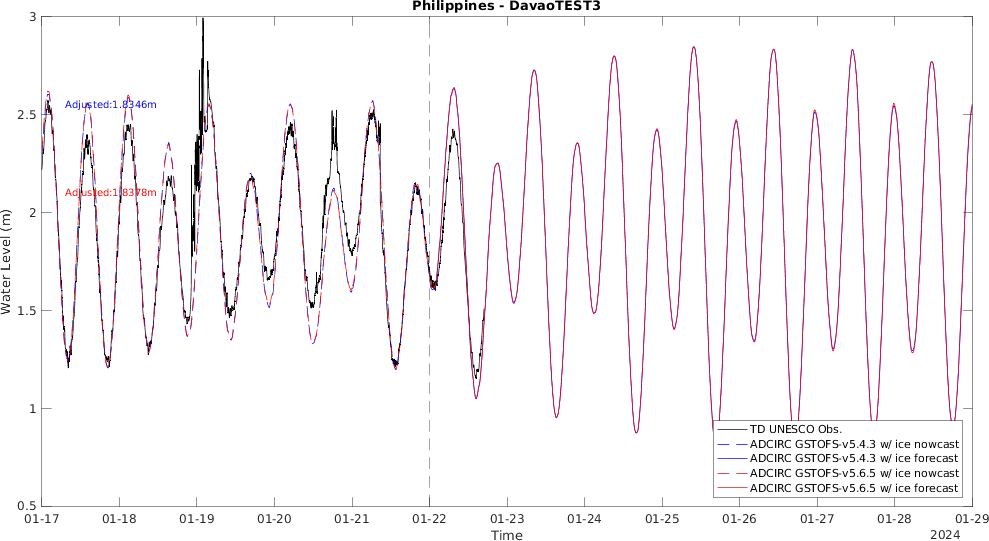 Philippines - DavaoTEST3
3
2.5
2
1.5
1
0.5
Water Level (m)
Adjusted:1.8346m
Adjusted:1.8378m
TD UNESCO Obs.
ADCIRC GSTOFS-v5.4.3 w/ ice nowcast
ADCIRC GSTOFS-v5.4.3 w/ ice forecast
ADCIRC GSTOFS-v5.6.5 w/ ice nowcast
ADCIRC GSTOFS-v5.6.5 w/ ice forecast
01-17 01-18 01-19 01-20 01-21 01-22 01-23 01-24 01-25 01-26 01-27 01-28 01-29
Time
2024